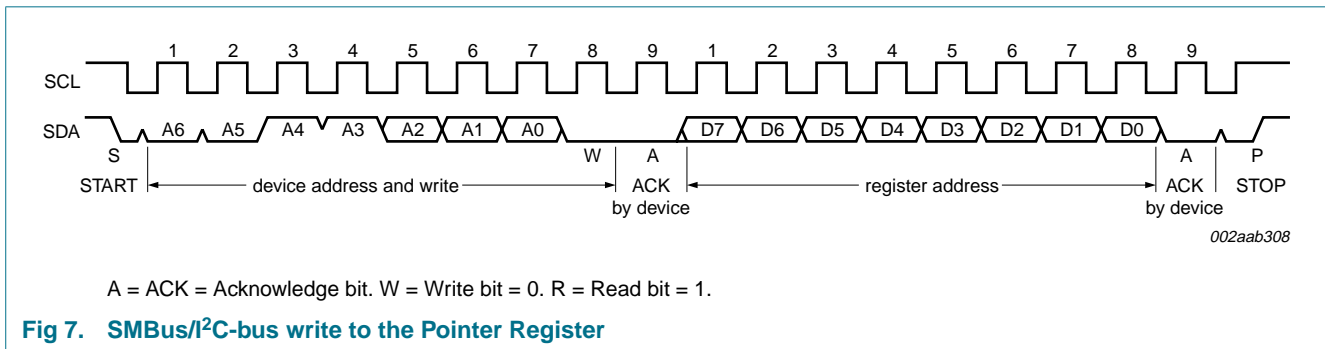 1 2 3 4 5 6 7 8 9 1 2 3 4 5 6 7 8 9
SCL
SDA A6 A5 A4 A3 A2 A1 A0 D7 D6 D5 D4 D3 D2 D1 D0
S W A A P
START device address and write ACK by device register address ACK by device STOP
002aab308
A = ACK = Acknowledge bit. W = Write bit = 0. R = Read bit = 1.
Fig 7. SMBus/I²C-bus write to the Pointer Register